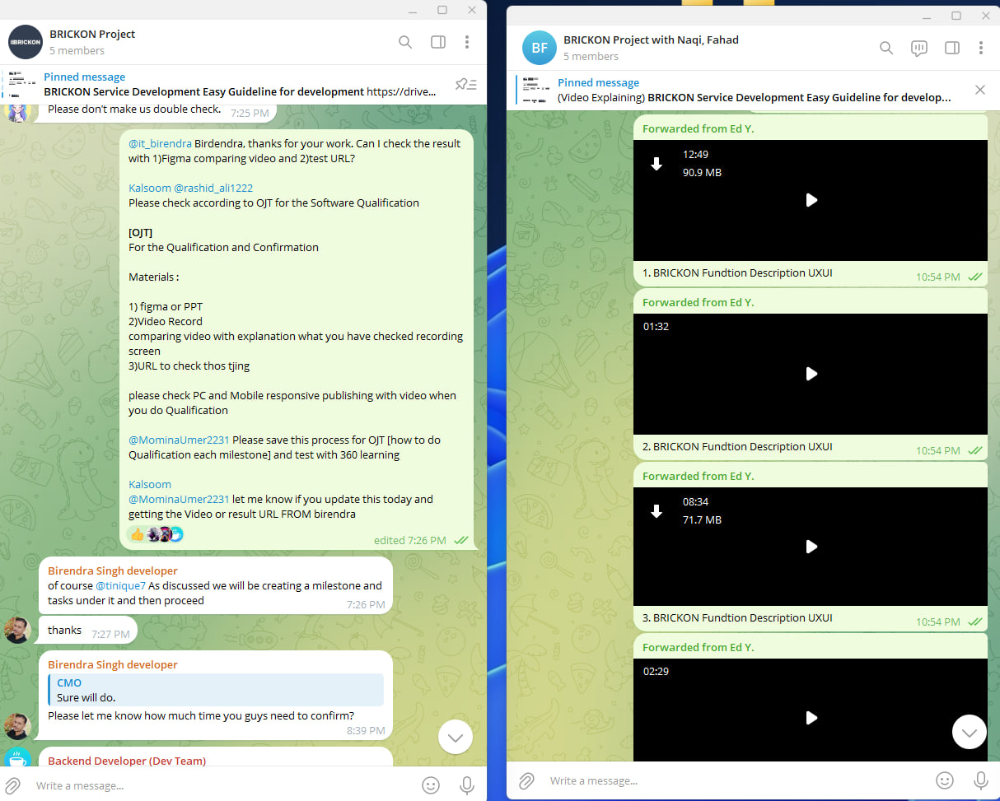 BRICKON Project
5 members
Pinned message
BRICKON Service Development Easy Guideline for development https://drive...
Please don't make us double check. 7:25 PM
@it_birendra Birdendra, thanks for your work. Can I check the result
with 1)Figma comparing video and 2)test URL?
Kalsoom @rashid_ali1222
Please check according to OJT for the Software Qualification
[OJT]
For the Qualification and Confirmation
Materials :
1) figma or PPT
2)Video Record
comparing video with explanation what you have checked recording
screen
3)URL to check thos tjing
please check PC and Mobile responsive publishing with video when
you do Qualification
@MominaUmer2231 Please save this process for OJT [how to do
Qualification each milestone] and test with 360 learning
Kalsoom
@MominaUmer2231 let me know if you update this today and
getting the Video or result URL FROM birendra
edited 7:26 PM
Birendra Singh developer
of course @tinique7 As discussed we will be creating a milestone and
tasks under it and then proceed
7:26 PM
thanks 7:27 PM
Birendra Singh developer
CMO
Sure will do.
Please let me know how much time you guys need to confirm?
8:39 PM
Backend Developer (Dev Team)
Write a message...
BF
BRICKON Project with Naqi, Fahad
5 members
Pinned message
(Video Explaining) BRICKON Service Development Easy Guideline for develop...
Forwarded from Ed Y.
12:49
90.9 MB
1. BRICKON Fundtion Description UXUI
10:54 PM
Forwarded from Ed Y.
01:32
2. BRICKON Fundtion Description UXUI
10:54 PM
Forwarded from Ed Y.
08:34
71.7 MB
3. BRICKON Fundtion Description UXUI
10:54 PM
Forwarded from Ed Y.
02:29
Write a message...